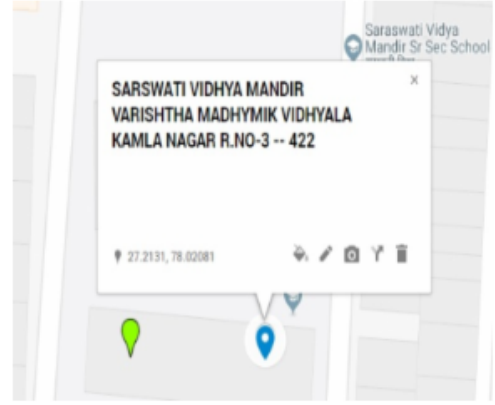 Saraswati Vidya
Mandir Sr Sec School
SARSWATI VIDHYA MANDIR
VARISHTHA MADHYMIK VIDHYALA
KAMLA NAGAR R.NO-3 -- 422
27.2131, 78.02081